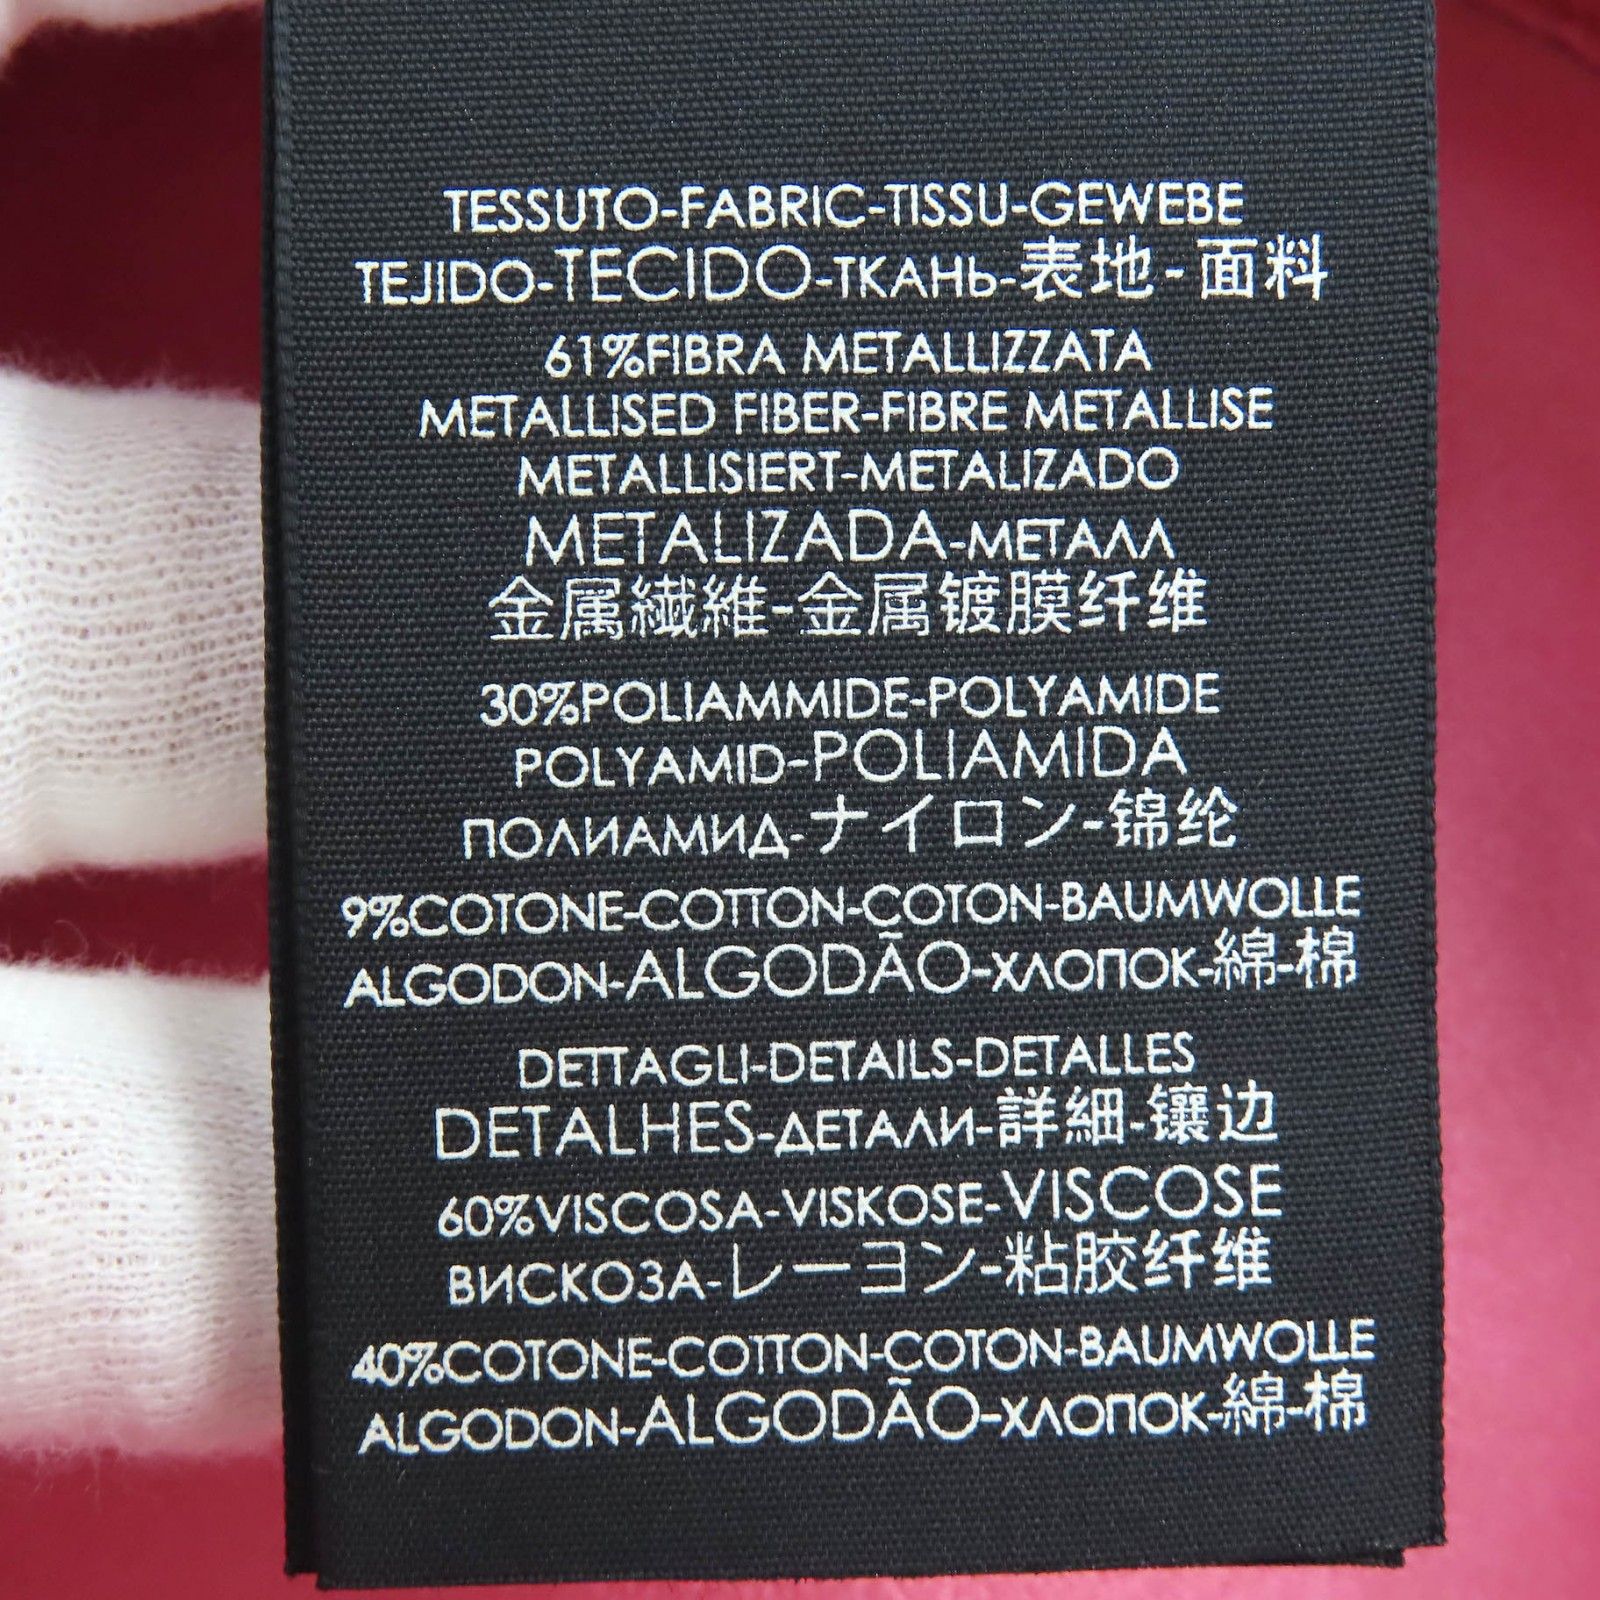 TESSUTO-FABRIC-TISSU-GEWEBE
TEJIDO-TECIDO-ТКАНЬ-表地-面料
61%FIBRA METALLIZZATA
METALLISED FIBER-FIBRE METALLISE
METALLISIERT-METALIZADO
METALIZADA-МЕТАЛЛ
金属繊維-金属镀膜纤维
30%POLIAMMIDE-POLYAMIDE
POLYAMID-POLIAMIDA
ПОЛИАМИД-ナイロン-锦纶
9%COTONE-COTTON-COTON-BAUMWOLLE
ALGODON-ALGODÃO-ХЛОПОК-綿-棉
DETTAGLI-DETAILS-DETALLES
DETALHES-ДЕТАЛИ-詳細-镶边
60%VISCOSA-VISKOSE-VISCOSE
ВИСКОЗА-レーヨン-粘胶纤维
40%COTONE-COTTON-COTON-BAUMWOLLE
ALGODON-ALGODÃO-ХЛОПОК-綿-棉